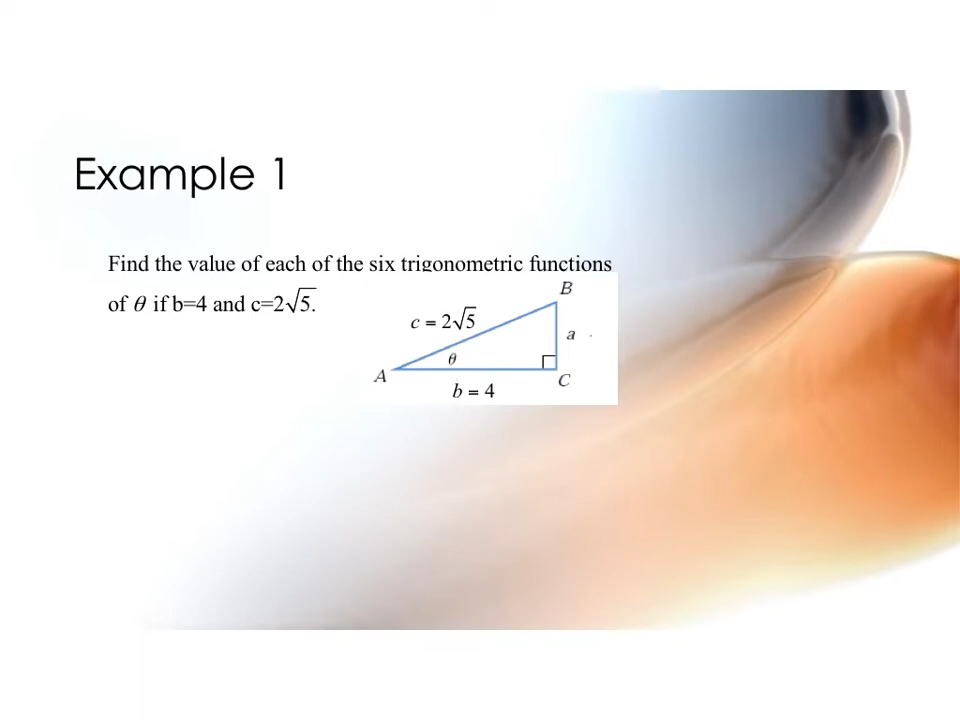 Example 1
Find the value of each of the six trigonometric functions
of θ if b=4 and c=2√5.
B
c = 2√5
a
θ
A
C
b = 4